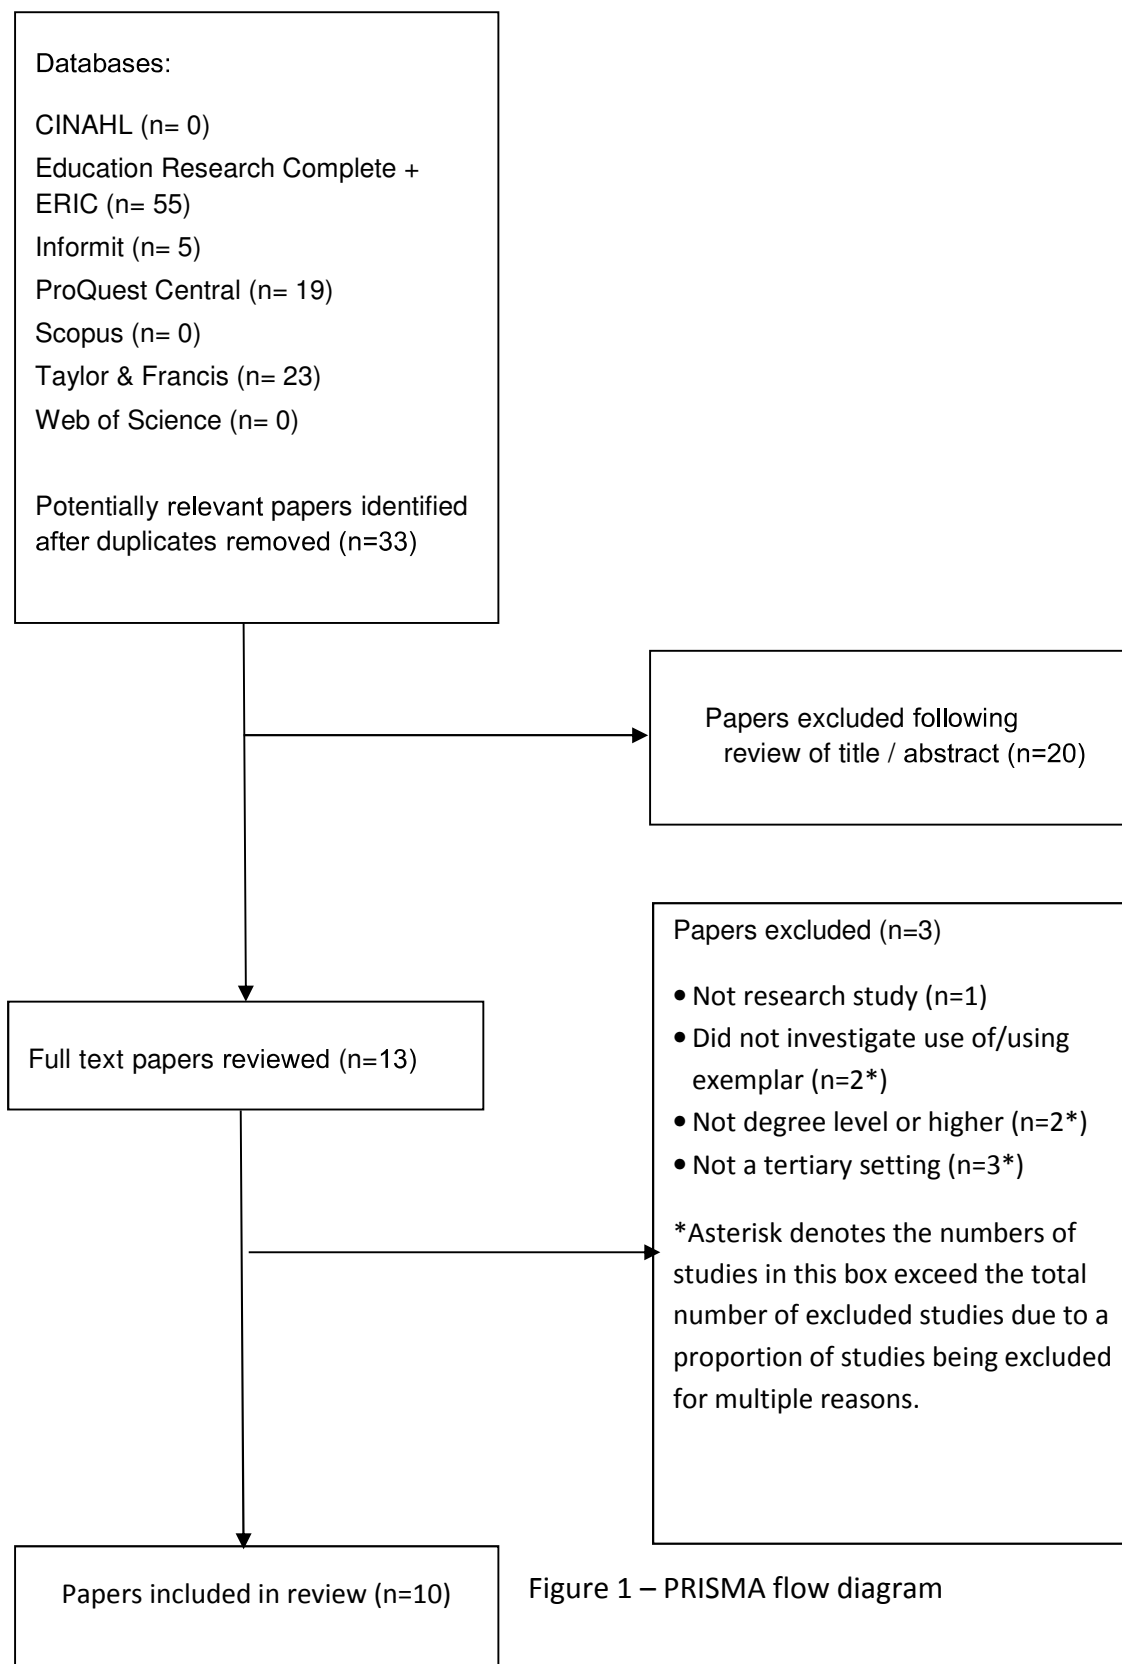 Databases:
CINAHL (n= 0)
Education Research Complete +
ERIC (n= 55)
Informit (n= 5)
ProQuest Central (n= 19)
Scopus (n= 0)
Taylor & Francis (n= 23)
Web of Science (n= 0)
Potentially relevant papers identified
after duplicates removed (n=33)
Papers excluded following
review of title / abstract (n=20)
Papers excluded (n=3)
• Not research study (n=1)
• Did not investigate use of/using
exemplar (n=2*)
• Not degree level or higher (n=2*)
• Not a tertiary setting (n=3*)
*Asterisk denotes the numbers of
studies in this box exceed the total
number of excluded studies due to a
proportion of studies being excluded
for multiple reasons.
Full text papers reviewed (n=13)
Papers included in review (n=10)
Figure 1 – PRISMA flow diagram